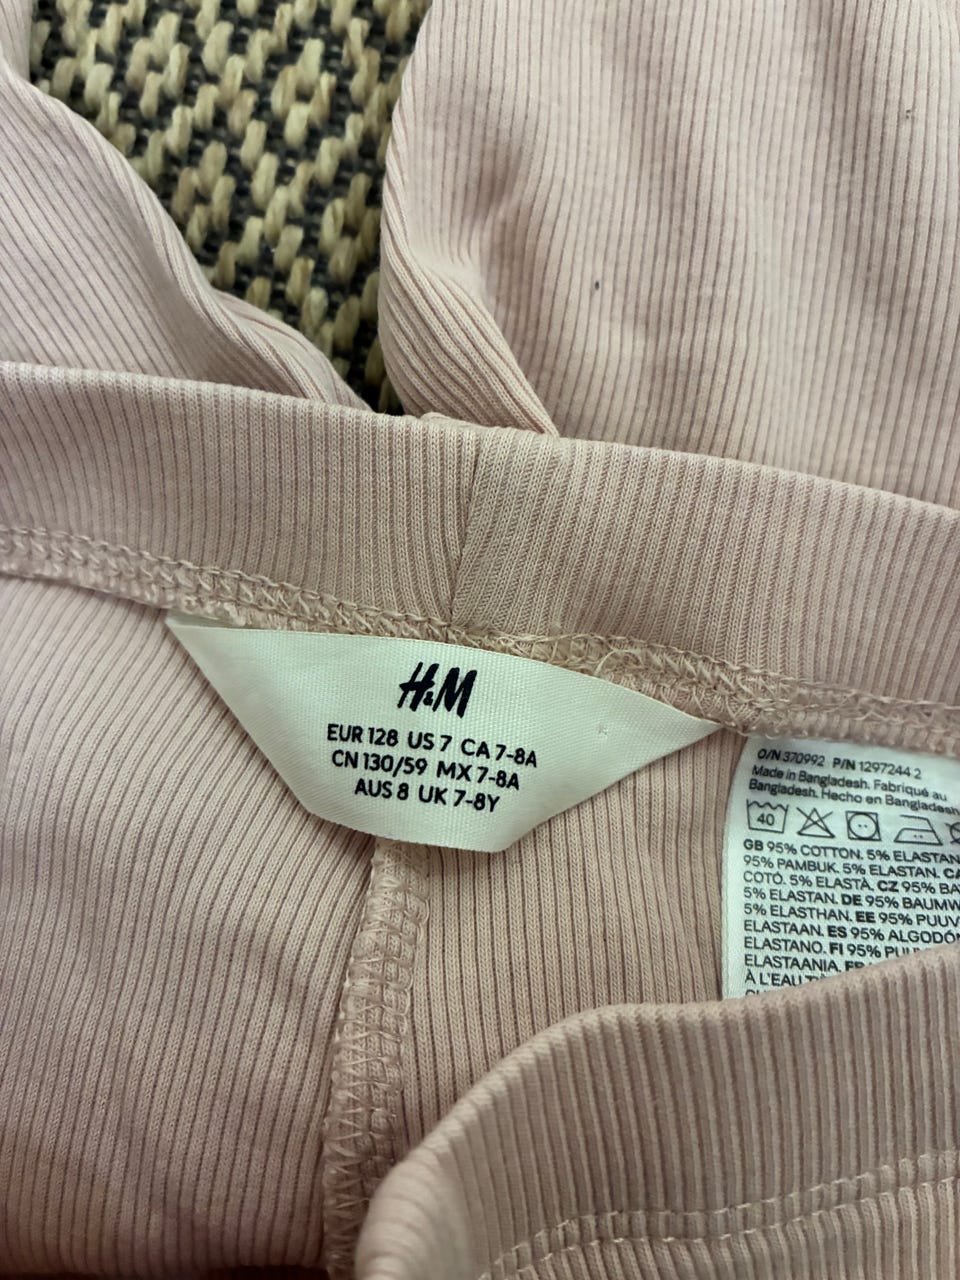 H&M
EUR 128 US 7 CA 7-8A
CN 130/59 MX 7-8A
AUS 8 UK 7-8Y
O/N 370992 P/N 1297244 2
Made in Bangladesh. Fabriqué au
Bangladesh. Hecho en Bangladesh
40
GB 95% COTTON. 5% ELASTAN
95% PAMBUK. 5% ELASTAN.
COTÓ. 5% ELASTÀ. CZ 95%
5% ELASTAN. DE 95% BAUMW
5% ELASTHAN. EE 95% PUUV
ELASTAAN. ES 95% ALGODÓN
ELASTANO. FI 95%
ELASTAANIA.
À L'EAU